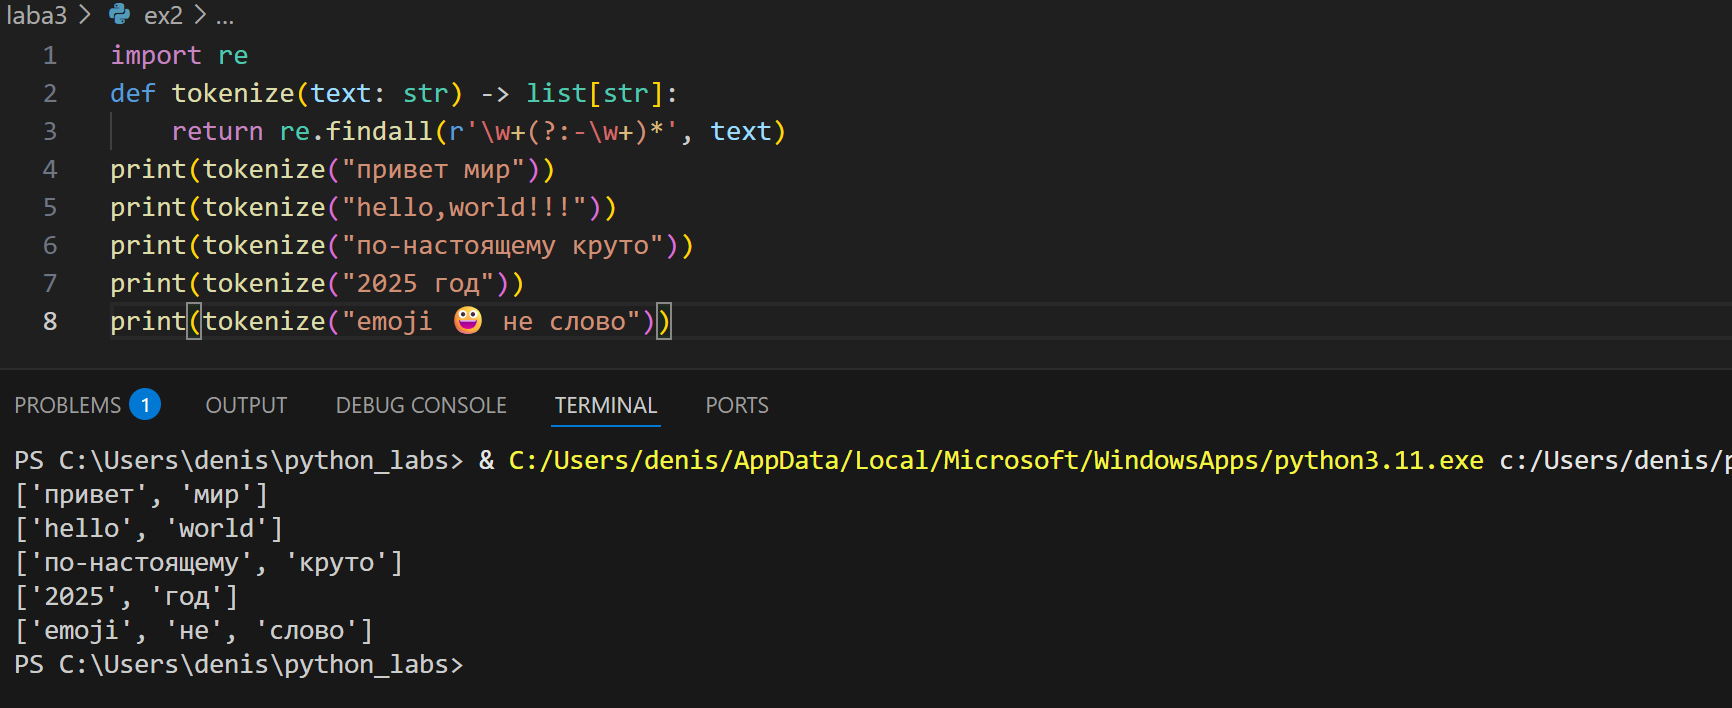 laba3 > ex2 > ...
1 import re
2 def tokenize(text: str) -> list[str]:
3     return re.findall(r'\w+(?:-\w+)*', text)
4 print(tokenize("привет мир"))
5 print(tokenize("hello,world!!!"))
6 print(tokenize("по-настоящему круто"))
7 print(tokenize("2025 год"))
8 print(tokenize("emoji 😀 не слово"))
PROBLEMS 1 OUTPUT DEBUG CONSOLE TERMINAL PORTS
PS C:\Users\denis\python_labs> & C:/Users/denis/AppData/Local/Microsoft/WindowsApps/python3.11.exe c:/Users/denis/
['привет', 'мир']
['hello', 'world']
['по-настоящему', 'круто']
['2025', 'год']
['emoji', 'не', 'слово']
PS C:\Users\denis\python_labs>